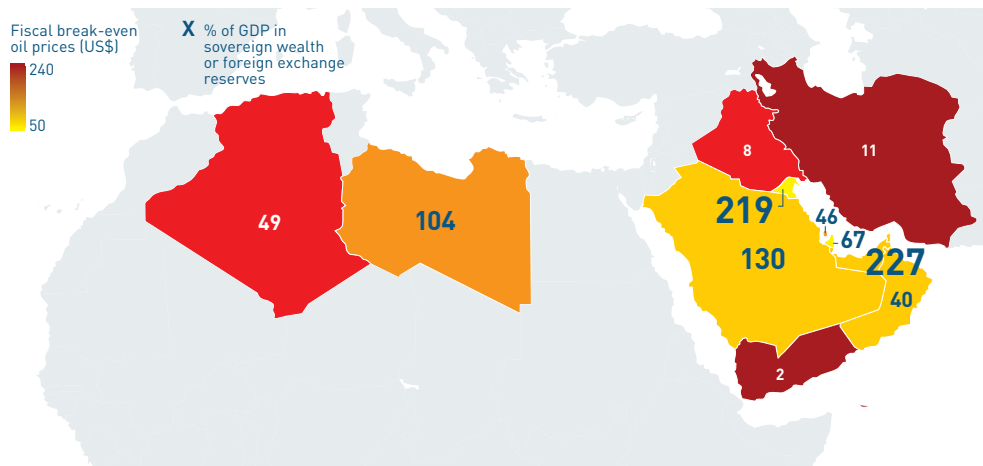 Fiscal break-even
oil prices (US$)
240
50
X % of GDP in
sovereign wealth
or foreign exchange
reserves
8
11
219
46
67
49
104
130
227
40
2